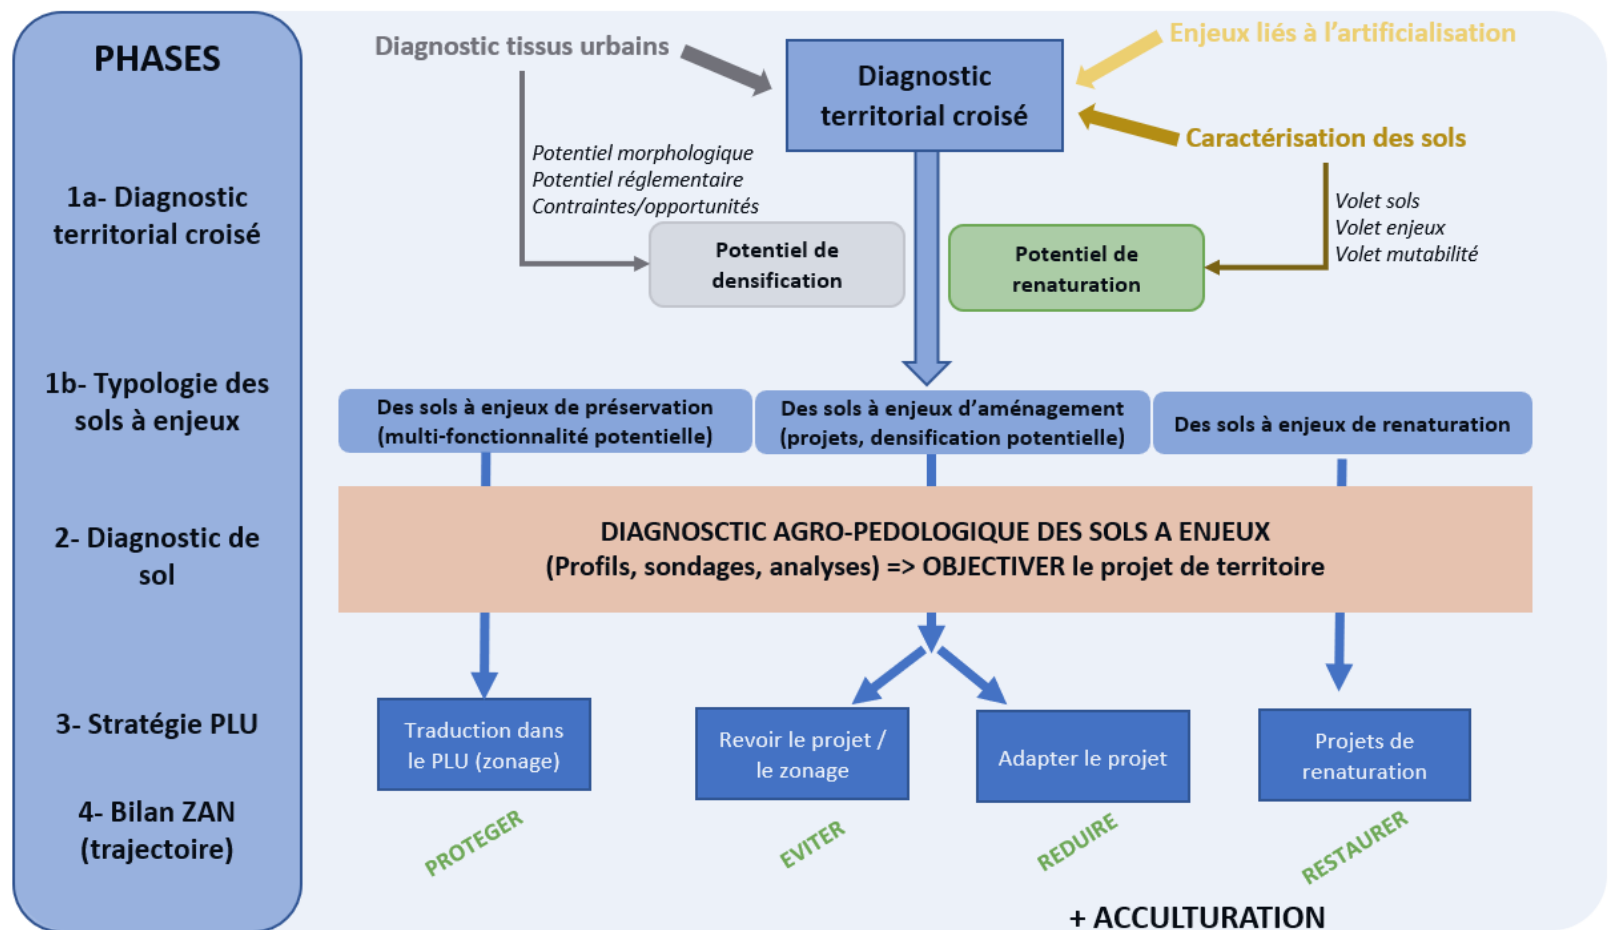 PHASES
1a- Diagnostic
territorial croisé
1b- Typologie des
sols à enjeux
2- Diagnostic de
sol
3- Stratégie PLU
4- Bilan ZAN
(trajectoire)
Diagnostic tissus urbains
Diagnostic
territorial croisé
Enjeux liés à l’artificialisation
Caractérisation des sols
Potentiel morphologique
Potentiel réglementaire
Contraintes/opportunités
Volet sols
Volet enjeux
Volet mutabilité
Potentiel de
densification
Potentiel de
renaturation
Des sols à enjeux de préservation
(multi-fonctionnalité potentielle)
Des sols à enjeux d’aménagement
(projets, densification potentielle)
Des sols à enjeux de renaturation
DIAGNOSCTIC AGRO-PEDOLOGIQUE DES SOLS A ENJEUX
(Profils, sondages, analyses) => OBJECTIVER le projet de territoire
Traduction dans
le PLU (zonage)
Revoir le projet /
le zonage
Adapter le projet
Projets de
renaturation
PROTEGER
EVITER
REDUIRE
RESTAURER
+ ACCULTURATION